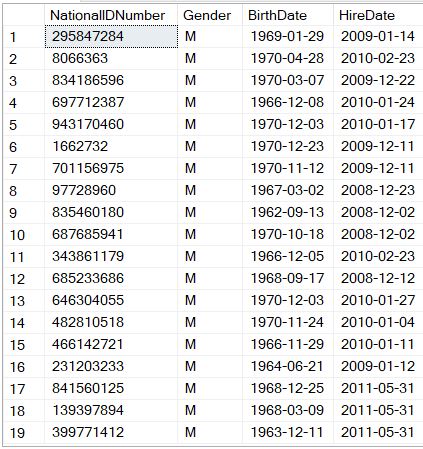 NationalIDNumber Gender BirthDate HireDate
1 295847284 M 1969-01-29 2009-01-14
2 8066363 M 1970-04-28 2010-02-23
3 834186596 M 1970-03-07 2009-12-22
4 697712387 M 1966-12-08 2010-01-24
5 943170460 M 1970-12-03 2010-01-17
6 1662732 M 1970-12-23 2009-12-11
7 701156975 M 1970-11-12 2009-12-11
8 97728960 M 1967-03-02 2008-12-23
9 835460180 M 1962-09-13 2008-12-02
10 687685941 M 1970-10-18 2008-12-02
11 343861179 M 1966-12-05 2010-02-23
12 685233686 M 1968-09-17 2008-12-12
13 646304055 M 1970-12-03 2010-01-27
14 482810518 M 1970-11-24 2010-01-04
15 466142721 M 1966-11-29 2010-01-11
16 231203233 M 1964-06-21 2009-01-12
17 841560125 M 1968-12-25 2011-05-31
18 139397894 M 1968-03-09 2011-05-31
19 399771412 M 1963-12-11 2011-05-31